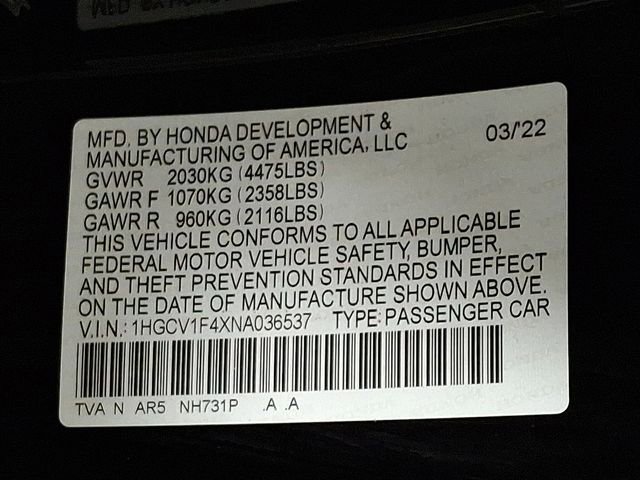 MFD. BY HONDA DEVELOPMENT &
MANUFACTURING OF AMERICA, LLC 03/'22
GVWR 2030KG (4475LBS)
GAWR F 1070KG (2358LBS)
GAWR R 960KG (2116LBS)
THIS VEHICLE CONFORMS TO ALL APPLICABLE
FEDERAL MOTOR VEHICLE SAFETY, BUMPER,
AND THEFT PREVENTION STANDARDS IN EFFECT
ON THE DATE OF MANUFACTURE SHOWN ABOVE.
V.I.N.: 1HGCV1F4XNA036537 TYPE: PASSENGER CAR
TVA N AR5 NH731P .A .A